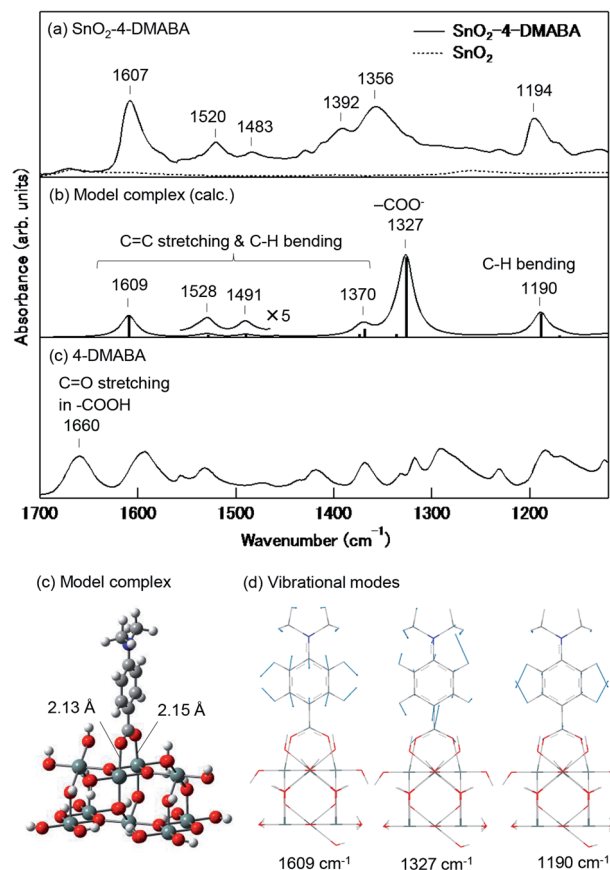 (a) SnO2-4-DMABA
SnO2-4-DMABA
SnO2
1607
1520
1483
1392
1356
1194
(b) Model complex (calc.)
–COO-
1327
C=C stretching & C-H bending
C-H bending
1609
1528
1491
×5
1370
1190
(c) 4-DMABA
C=O stretching
in -COOH
1660
Absorbance (arb. units)
1700 1600 1500 1400 1300 1200
Wavenumber (cm-1)
(c) Model complex
(d) Vibrational modes
2.13 Å
2.15 Å
N
1609 cm-1
1327 cm-1
1190 cm-1